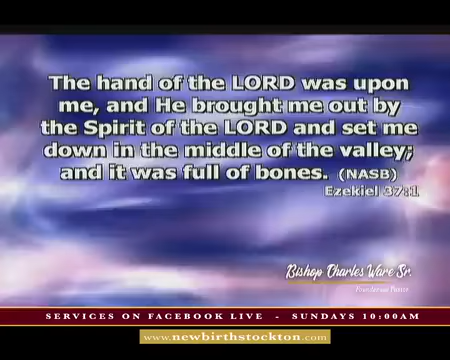 The hand of the LORD was upon
me, and He brought me out by
the Spirit of the LORD and set me
down in the middle of the valley;
and it was full of bones. (NASB)
Ezekiel 37:1
Bishop Charles Ware Sr.
SERVICES ON FACEBOOK LIVE - SUNDAYS 10:00AM
www.newbirthstockton.com